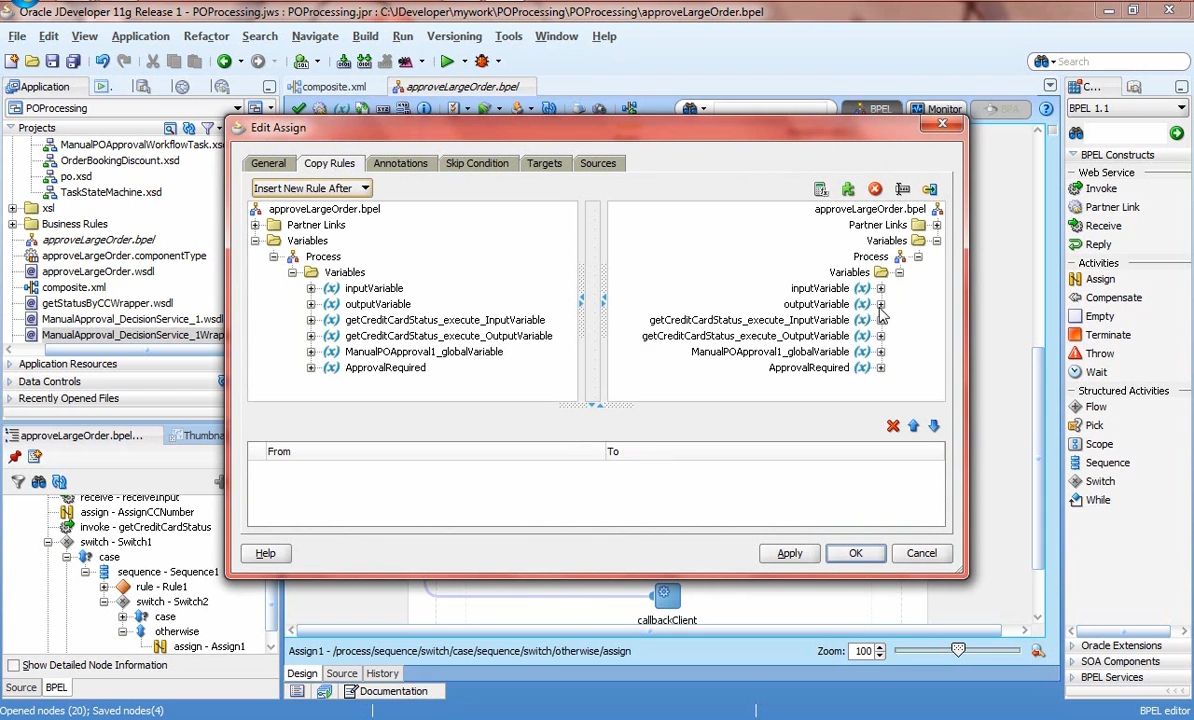 Oracle JDeveloper 11g Release 1 - POProcessing.jws : POProcessing.jpr : C:\JDeveloper\mywork\POProcessing\POProcessing\approveLargeOrder.bpel
File Edit View Application Refactor Search Navigate Build Run Versioning Tools Window Help
Search
Application
composite.xml
approveLargeOrder.bpel
C...
POProcessing
BPEL
Monitor
BPEL 1.1
Projects
ManualPOApprovalWorkflowTask.xs
OrderBookingDiscount.xsd
po.xsd
TaskStateMachine.xsd
xsl
Business Rules
approveLargeOrder.bpel
approveLargeOrder.componentType
approveLargeOrder.wsdl
composite.xml
getStatusByCCWrapper.wsdl
ManualApproval_DecisionService_1.wsdl
ManualApproval_DecisionService_1Wrap
Application Resources
Data Controls
Recently Opened Files
approveLargeOrder.bpel...
Thumbna
receive - receiveInput
assign - AssignCCNumber
invoke - getCreditCardStatus
switch - Switch1
case
sequence - Sequence1
rule - Rule1
switch - Switch2
case
otherwise
assign - Assign1
Show Detailed Node Information
Source BPEL
Opened nodes (20); Saved nodes(4)
Edit Assign
General Copy Rules Annotations Skip Condition Targets Sources
Insert New Rule After
approveLargeOrder.bpel
Partner Links
Variables
Process
Variables
inputVariable
outputVariable
getCreditCardStatus_execute_InputVariable
getCreditCardStatus_execute_OutputVariable
ManualPOApproval1_globalVariable
ApprovalRequired
approveLargeOrder.bpel
Partner Links
Variables
Process
Variables
inputVariable
outputVariable
getCreditCardStatus_execute_InputVariable
getCreditCardStatus_execute_OutputVariable
ManualPOApproval1_globalVariable
ApprovalRequired
From To
Help Apply OK Cancel
callbackClient
Assign1 - /process/sequence/switch/case/sequence/switch/otherwise/assign
Zoom: 100
Design Source History
Documentation
BPEL Constructs
Web Service
Invoke
Partner Link
Receive
Reply
Activities
Assign
Compensate
Empty
Terminate
Throw
Wait
Structured Activities
Flow
Pick
Scope
Sequence
Switch
While
Oracle Extensions
SOA Components
BPEL Services
BPEL editor